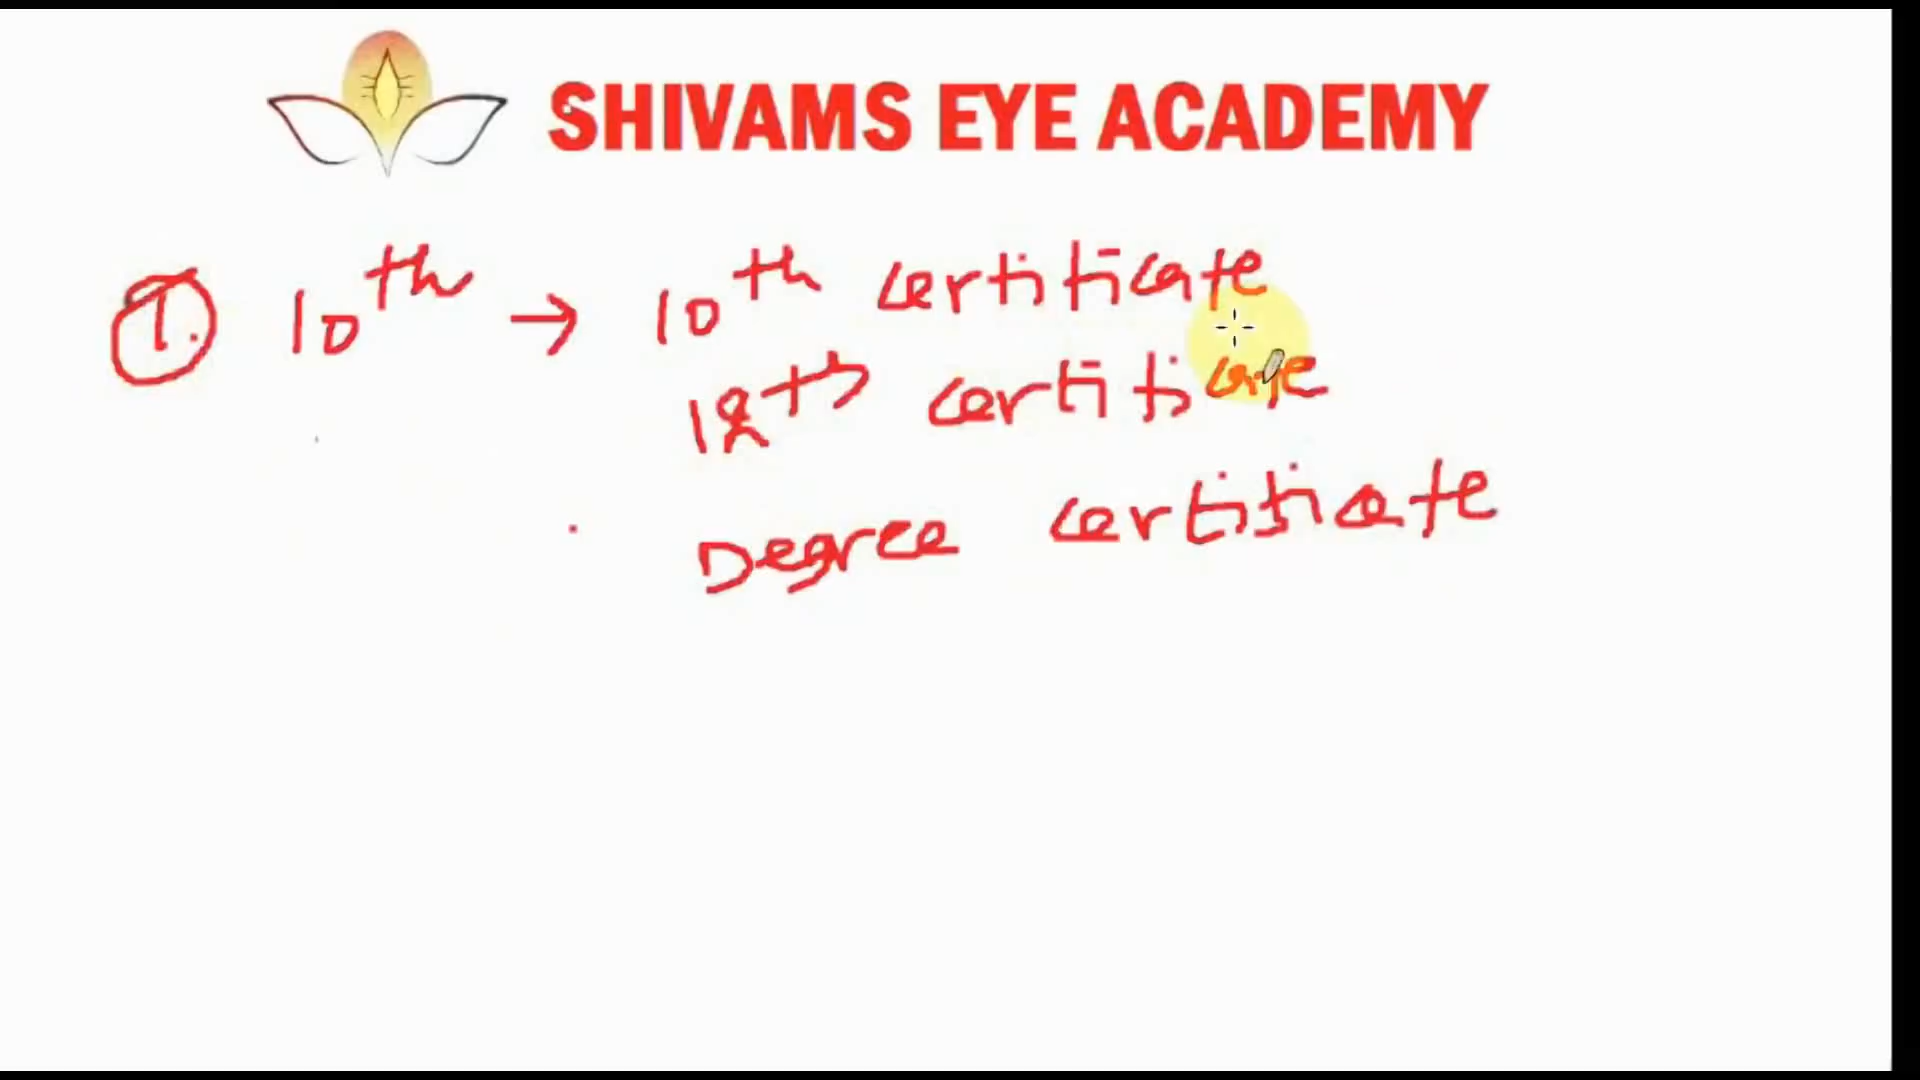 SHIVAMS EYE ACADEMY
1. 10th → 10th certificate
12th certificate
Degree certificate